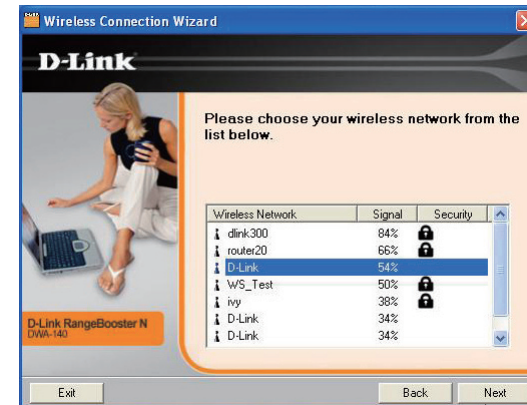 Wireless Connection Wizard
D-Link
Please choose your wireless network from the
list below.
Wireless Network Signal Security
dlink300 84%
router20 66%
D-Link 54%
WS_Test 50%
ivy 38%
D-Link 34%
D-Link 34%
D-Link RangeBooster N
DWA-140
Exit Back Next